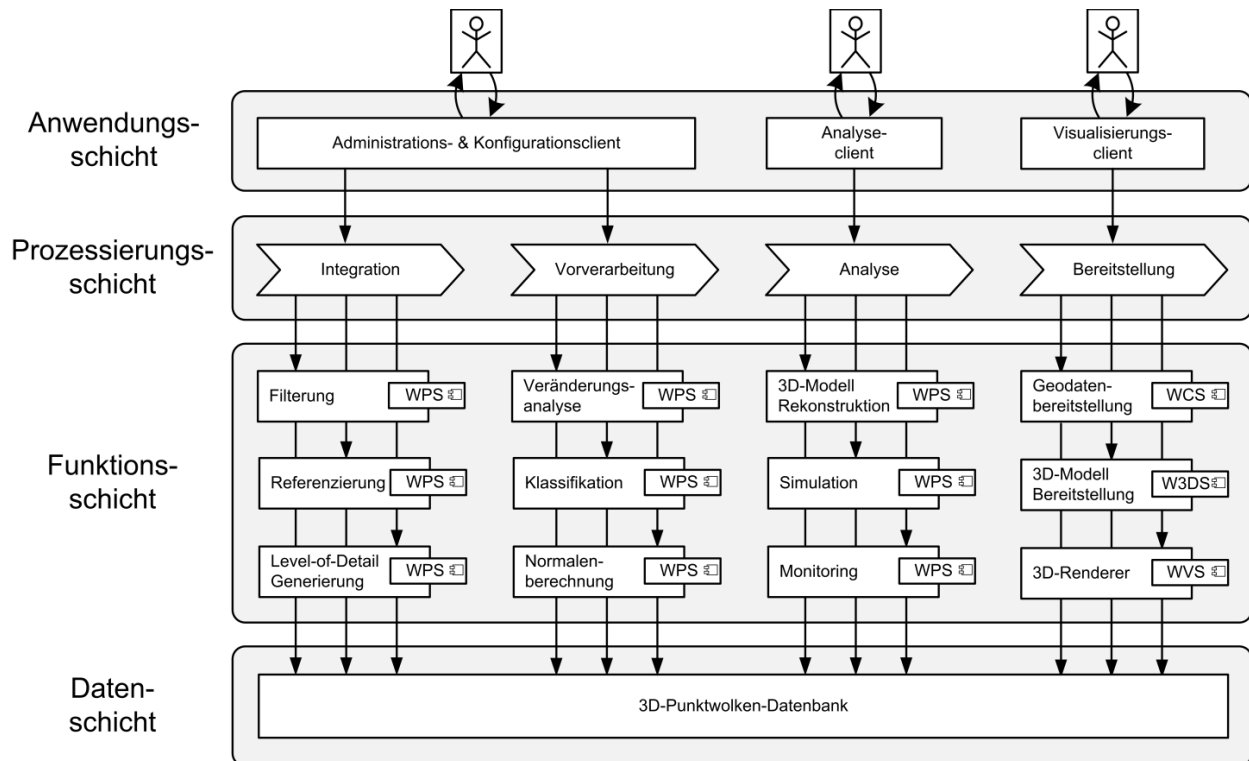 Anwendungs-
schicht
Administrations- & Konfigurationsclient
Analyse-
client
Visualisierungs-
client
Prozessierungs-
schicht
Integration
Vorverarbeitung
Analyse
Bereitstellung
Funktions-
schicht
Filterung
WPS
Veränderungs-
analyse
WPS
3D-Modell
Rekonstruktion
WPS
Geodaten-
bereitstellung
WCS
Referenzierung
WPS
Klassifikation
WPS
Simulation
WPS
3D-Modell
Bereitstellung
W3DS
Level-of-Detail
Generierung
WPS
Normalen-
berechnung
WPS
Monitoring
WPS
3D-Renderer
WVS
Daten-
schicht
3D-Punktwolken-Datenbank